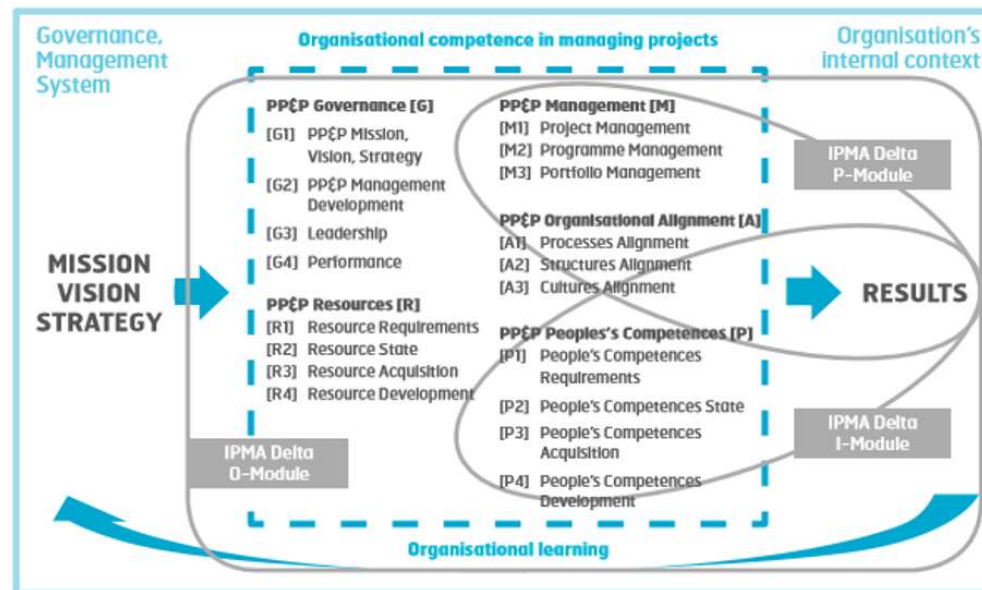 Governance,
Management
System
Organisational competence in managing projects
Organisation's
internal context
MISSION
VISION
STRATEGY
PP&P Governance [G]
[G1] PP&P Mission,
Vision, Strategy
[G2] PP&P Management
Development
[G3] Leadership
[G4] Performance
PP&P Resources [R]
[R1] Resource Requirements
[R2] Resource State
[R3] Resource Acquisition
[R4] Resource Development
PP&P Management [M]
[M1] Project Management
[M2] Programme Management
[M3] Portfolio Management
PP&P Organisational Alignment [A]
[A1] Processes Alignment
[A2] Structures Alignment
[A3] Cultures Alignment
PP&P Peoples's Competences [P]
[P1] People's Competences
Requirements
[P2] People's Competences State
[P3] People's Competences
Acquisition
[P4] People's Competences
Development
IPMA Delta
P-Module
RESULTS
IPMA Delta
I-Module
IPMA Delta
O-Module
Organisational learning